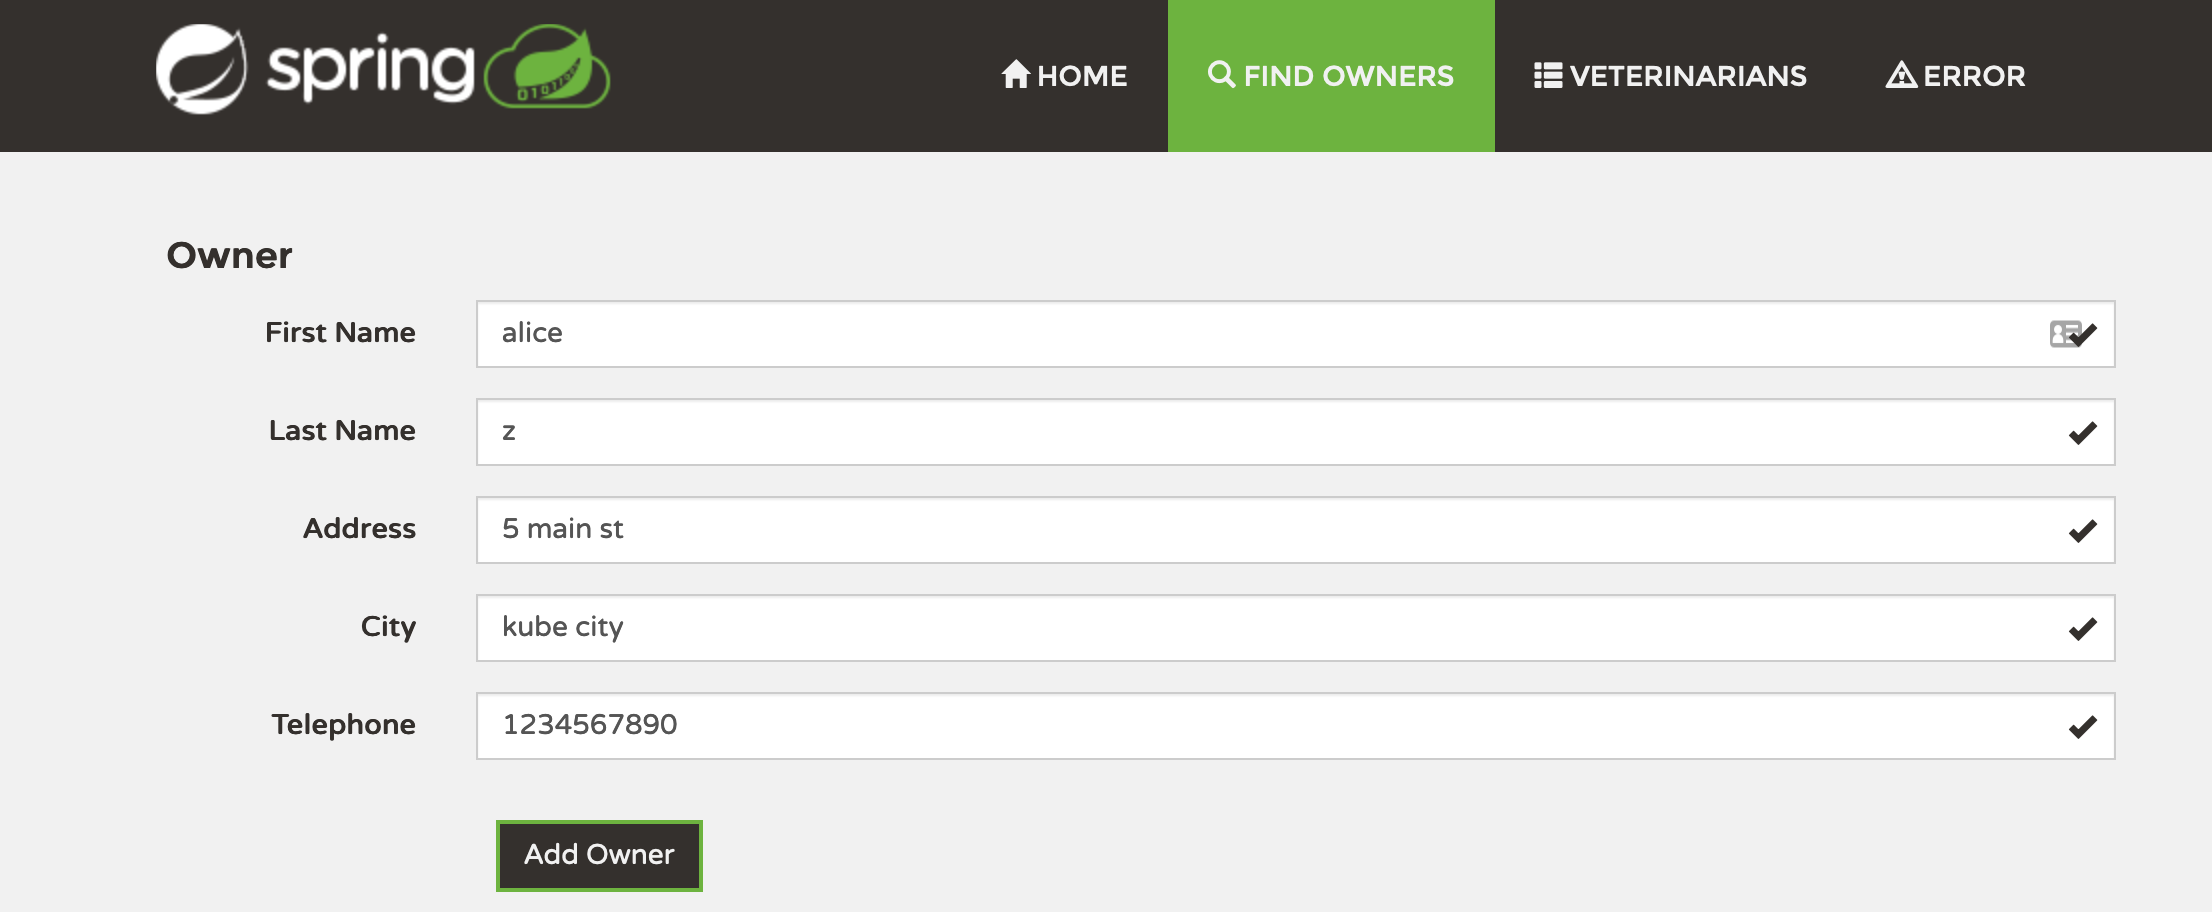 spring
HOME FIND OWNERS VETERINARIANS ERROR
Owner
First Name alice
Last Name z
Address 5 main st
City kube city
Telephone 1234567890
Add Owner